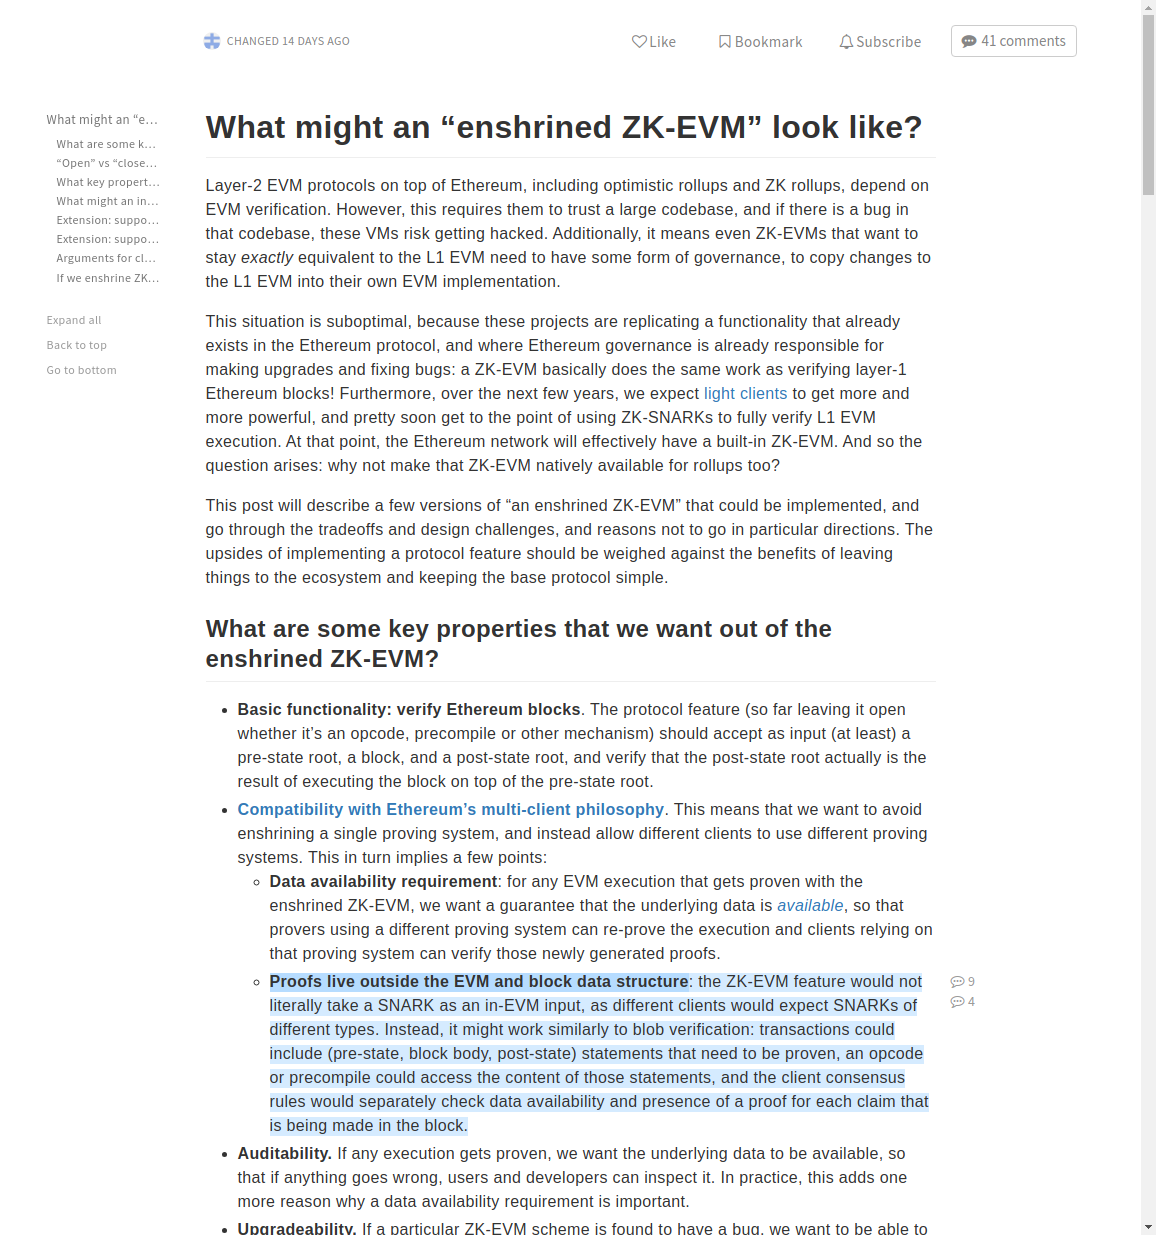 CHANGED 14 DAYS AGO
Like
Bookmark
Subscribe
41 comments
What might an “e…
What are some k…
“Open” vs “close…
What key propert…
What might an in…
Extension: suppo…
Extension: suppo…
Arguments for cl…
If we enshrine ZK…
Expand all
Back to top
Go to bottom
What might an “enshrined ZK-EVM” look like?
Layer-2 EVM protocols on top of Ethereum, including optimistic rollups and ZK rollups, depend on
EVM verification. However, this requires them to trust a large codebase, and if there is a bug in
that codebase, these VMs risk getting hacked. Additionally, it means even ZK-EVMs that want to
stay exactly equivalent to the L1 EVM need to have some form of governance, to copy changes to
the L1 EVM into their own EVM implementation.
This situation is suboptimal, because these projects are replicating a functionality that already
exists in the Ethereum protocol, and where Ethereum governance is already responsible for
making upgrades and fixing bugs: a ZK-EVM basically does the same work as verifying layer-1
Ethereum blocks! Furthermore, over the next few years, we expect light clients to get more and
more powerful, and pretty soon get to the point of using ZK-SNARKs to fully verify L1 EVM
execution. At that point, the Ethereum network will effectively have a built-in ZK-EVM. And so the
question arises: why not make that ZK-EVM natively available for rollups too?
This post will describe a few versions of “an enshrined ZK-EVM” that could be implemented, and
go through the tradeoffs and design challenges, and reasons not to go in particular directions. The
upsides of implementing a protocol feature should be weighed against the benefits of leaving
things to the ecosystem and keeping the base protocol simple.
What are some key properties that we want out of the
enshrined ZK-EVM?
• Basic functionality: verify Ethereum blocks. The protocol feature (so far leaving it open
whether it’s an opcode, precompile or other mechanism) should accept as input (at least) a
pre-state root, a block, and a post-state root, and verify that the post-state root actually is the
result of executing the block on top of the pre-state root.
• Compatibility with Ethereum’s multi-client philosophy. This means that we want to avoid
enshrining a single proving system, and instead allow different clients to use different proving
systems. This in turn implies a few points:
◦ Data availability requirement: for any EVM execution that gets proven with the
enshrined ZK-EVM, we want a guarantee that the underlying data is available, so that
provers using a different proving system can re-prove the execution and clients relying on
that proving system can verify those newly generated proofs.
◦ Proofs live outside the EVM and block data structure: the ZK-EVM feature would not
literally take a SNARK as an in-EVM input, as different clients would expect SNARKs of
different types. Instead, it might work similarly to blob verification: transactions could
include (pre-state, block body, post-state) statements that need to be proven, an opcode
or precompile could access the content of those statements, and the client consensus
rules would separately check data availability and presence of a proof for each claim that
is being made in the block.
9
4
• Auditability. If any execution gets proven, we want the underlying data to be available, so
that if anything goes wrong, users and developers can inspect it. In practice, this adds one
more reason why a data availability requirement is important.
• Upgradeability. If a particular ZK-EVM scheme is found to have a bug, we want to be able to